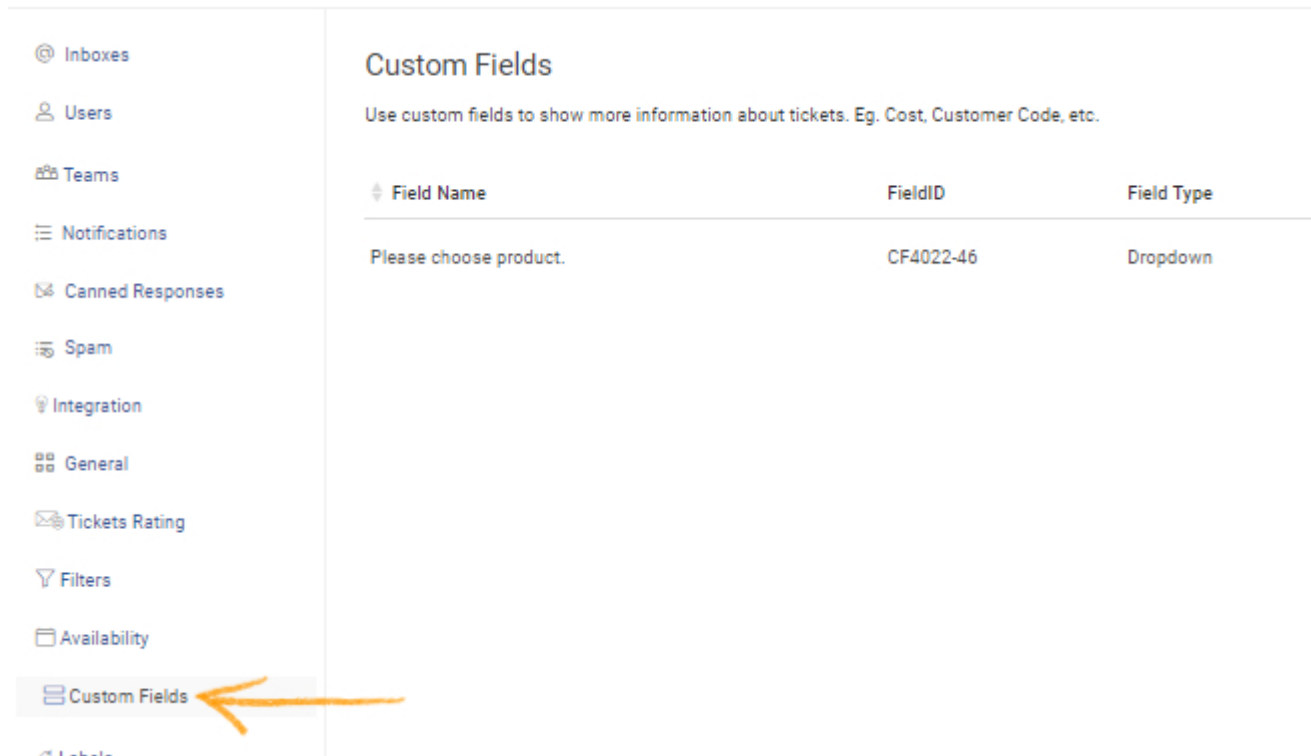 Inboxes
Users
Teams
Notifications
Canned Responses
Spam
Integration
General
Tickets Rating
Filters
Availability
Custom Fields
Custom Fields
Use custom fields to show more information about tickets. Eg. Cost, Customer Code, etc.
Field Name FieldID Field Type
Please choose product. CF4022-46 Dropdown